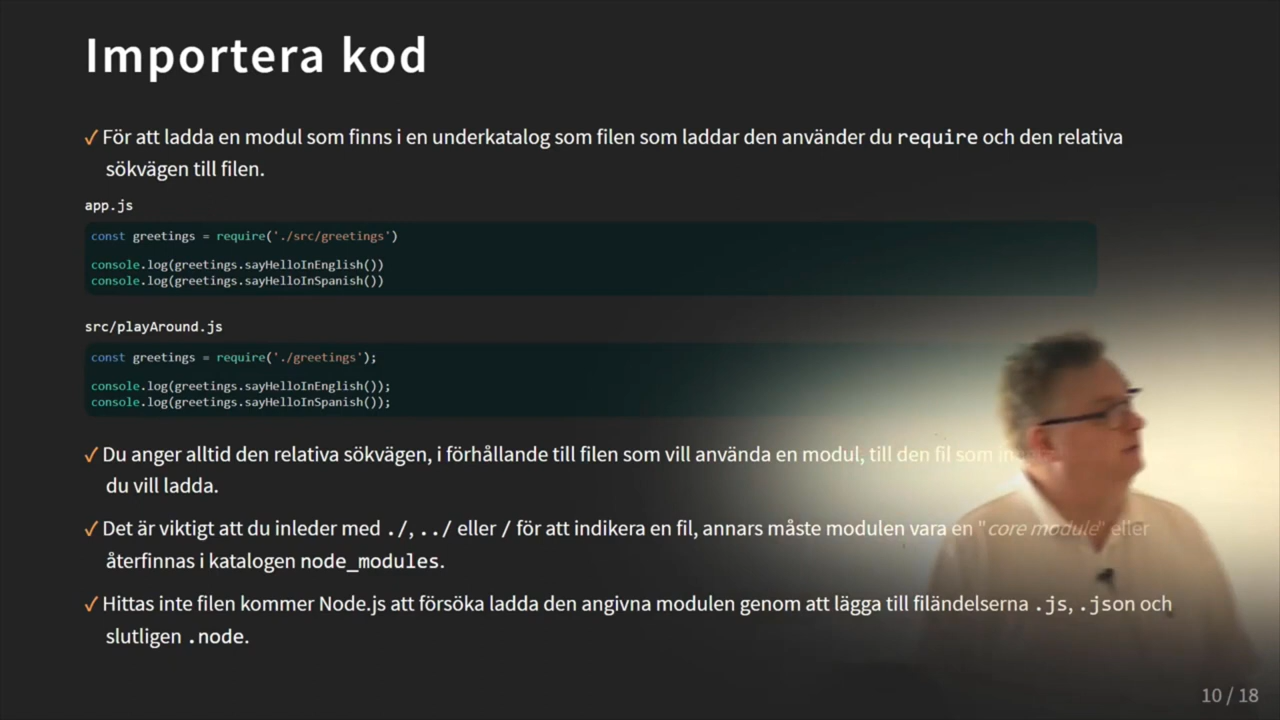 Importera kod
✓ För att ladda en modul som finns i en underkatalog som filen som laddar den använder du require och den relativa
sökvägen till filen.
app.js
const greetings = require('./src/greetings')
console.log(greetings.sayHelloInEnglish())
console.log(greetings.sayHelloInSpanish())
src/playAround.js
const greetings = require('./greetings');
console.log(greetings.sayHelloInEnglish());
console.log(greetings.sayHelloInSpanish());
✓ Du anger alltid den relativa sökvägen, i förhållande till filen som vill använda en modul, till den fil som
du vill ladda.
✓ Det är viktigt att du inleder med ./, ../ eller / för att indikera en fil, annars måste modulen vara en "core module" eller
återfinnas i katalogen node_modules.
✓ Hittas inte filen kommer Node.js att försöka ladda den angivna modulen genom att lägga till filändelserna .js, .json och
slutligen .node.
10 / 18